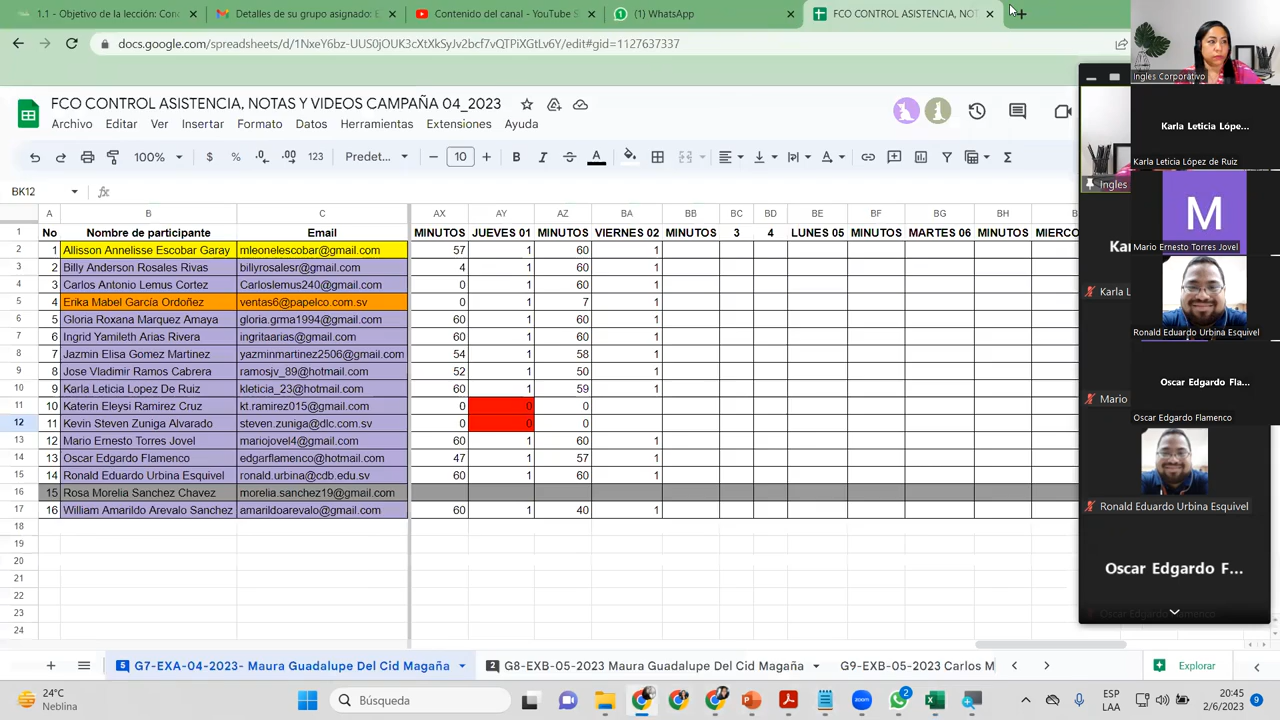 1.1 - Objetivo de la lección: Con
Detalles de su grupo asignado: E
Contenido del canal - YouTube S
(1) WhatsApp
FCO CONTROL ASISTENCIA, NOT
docs.google.com/spreadsheets/d/1NxeY6bz-UUS0jOUK3cXtXkSyJv2bcf7vQT9iXGtLv6Y/edit#gid=1127637337
FCO CONTROL ASISTENCIA, NOTAS Y VIDEOS CAMPAÑA 04_2023
Archivo Editar Ver Insertar Formato Datos Herramientas Extensiones Ayuda
100% $ % .0 .00 123 Predet... 10 B I S A
BK12 fx
A B C AX AY AZ BA BB BC BD BE BF BG BH
1 No Nombre de participante Email MINUTOS JUEVES 01 MINUTOS VIERNES 02 MINUTOS 3 4 LUNES 05 MINUTOS MARTES 06 MINUTOS MIERCO
2 1 Allisson Annelisse Escobar Garay mleonelescobar@gmail.com 57 1 60 1
3 2 Billy Anderson Rosales Rivas billyrosalesr@gmail.com 4 1 60 1
4 3 Carlos Antonio Lemus Cortez Carloslemus240@gmail.com 0 1 60 1
5 4 Erika Mabel García Ordoñez ventas6@papelco.com.sv 0 1 7 1
6 5 Gloria Roxana Marquez Amaya gloria.grma1994@gmail.com 60 1 60 1
7 6 Ingrid Yamileth Arias Rivera ingritaarias@gmail.com 60 1 60 1
8 7 Jazmin Elisa Gomez Martinez yazminmartinez2506@gmail.com 54 1 58 1
9 8 Jose Vladimir Ramos Cabrera ramosjv_89@hotmail.com 52 1 50 1
10 9 Karla Leticia Lopez De Ruiz kleticia_23@hotmail.com 60 1 59 1
11 10 Katerin Eleysi Ramirez Cruz kt.ramirez015@gmail.com 0 0 0
12 11 Kevin Steven Zuniga Alvarado steven.zuniga@dlc.com.sv 0 0 0
13 12 Mario Ernesto Torres Jovel mariojovel4@gmail.com 60 1 60 1
14 13 Oscar Edgardo Flamenco edgarflamenco@hotmail.com 47 1 57 1
15 14 Ronald Eduardo Urbina Esquivel ronald.urbina@cdb.edu.sv 60 1 60 1
16 15 Rosa Morelia Sanchez Chavez morelia.sanchez19@gmail.com
17 16 William Amarildo Arevalo Sanchez amarildoarevalo@gmail.com 60 1 40 1
18
19
20
21
22
23
24
G7-EXA-04-2023- Maura Guadalupe Del Cid Magaña
G8-EXB-05-2023 Maura Guadalupe Del Cid Magaña
G9-EXB-05-2023 Carlos M
Explorar
5
2
Ingles Corporativo
Karla Leticia Lópe...
Karla Leticia López de Ruiz
Ingles
M
Mario Ernesto Torres Jovel
Kar
Karla L
Ronald Eduardo Urbina Esquivel
Oscar Edgardo Fla...
Mario
Oscar Edgardo Flamenco
Ronald Eduardo Urbina Esquivel
Oscar Edgardo F...
Oscar Edgardo Flamenco
24°C
Neblina
Búsqueda
2
ESP
LAA
20:45
2/6/2023
9